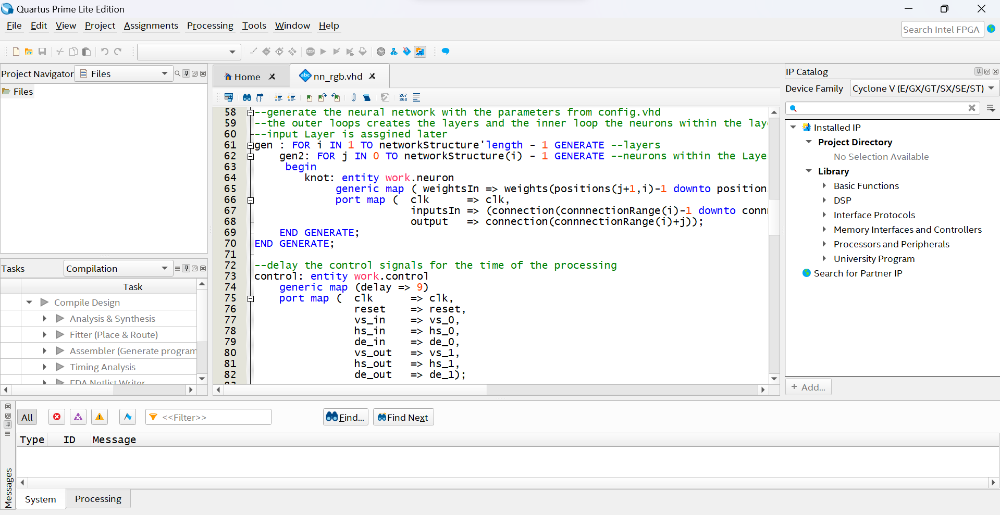 Quartus Prime Lite Edition
File Edit View Project Assignments Processing Tools Window Help
Search Intel FPGA
Project Navigator Files
Files
Tasks Compilation
Task
Compile Design
Analysis & Synthesis
Fitter (Place & Route)
Assembler (Generate program
Timing Analysis
EDA Netlist Writer
Home nn_rgb.vhd
267
268
58 --generate the neural network with the parameters from config.vhd
59 --the outer loops creates the layers and the inner loop the neurons within the lay
60 --input Layer is assgined later
61 gen : FOR i IN 1 TO networkStructure'length - 1 GENERATE --layers
62 gen2: FOR j IN 0 TO networkStructure(i) - 1 GENERATE --neurons within the Laye
63 begin
64 knot: entity work.neuron
65 generic map ( weightsIn => weights(positions(j+1,i)-1 downto position
66 port map ( clk => clk,
67 inputsIn => (connection(connnectionRange(i)-1 downto conn
68 output => connection(connnectionRange(i)+j));
69 END GENERATE;
70 END GENERATE;
71
72 --delay the control signals for the time of the processing
73 control: entity work.control
74 generic map (delay => 9)
75 port map ( clk => clk,
76 reset => reset,
77 vs_in => vs_0,
78 hs_in => hs_0,
79 de_in => de_0,
80 vs_out => vs_1,
81 hs_out => hs_1,
82 de_out => de_1);
83
IP Catalog
Device Family Cyclone V (E/GX/GT/SX/SE/ST)
Installed IP
Project Directory
No Selection Available
Library
Basic Functions
DSP
Interface Protocols
Memory Interfaces and Controllers
Processors and Peripherals
University Program
Search for Partner IP
+ Add...
All <<Filter>> Find... Find Next
Type ID Message
Messages
System Processing